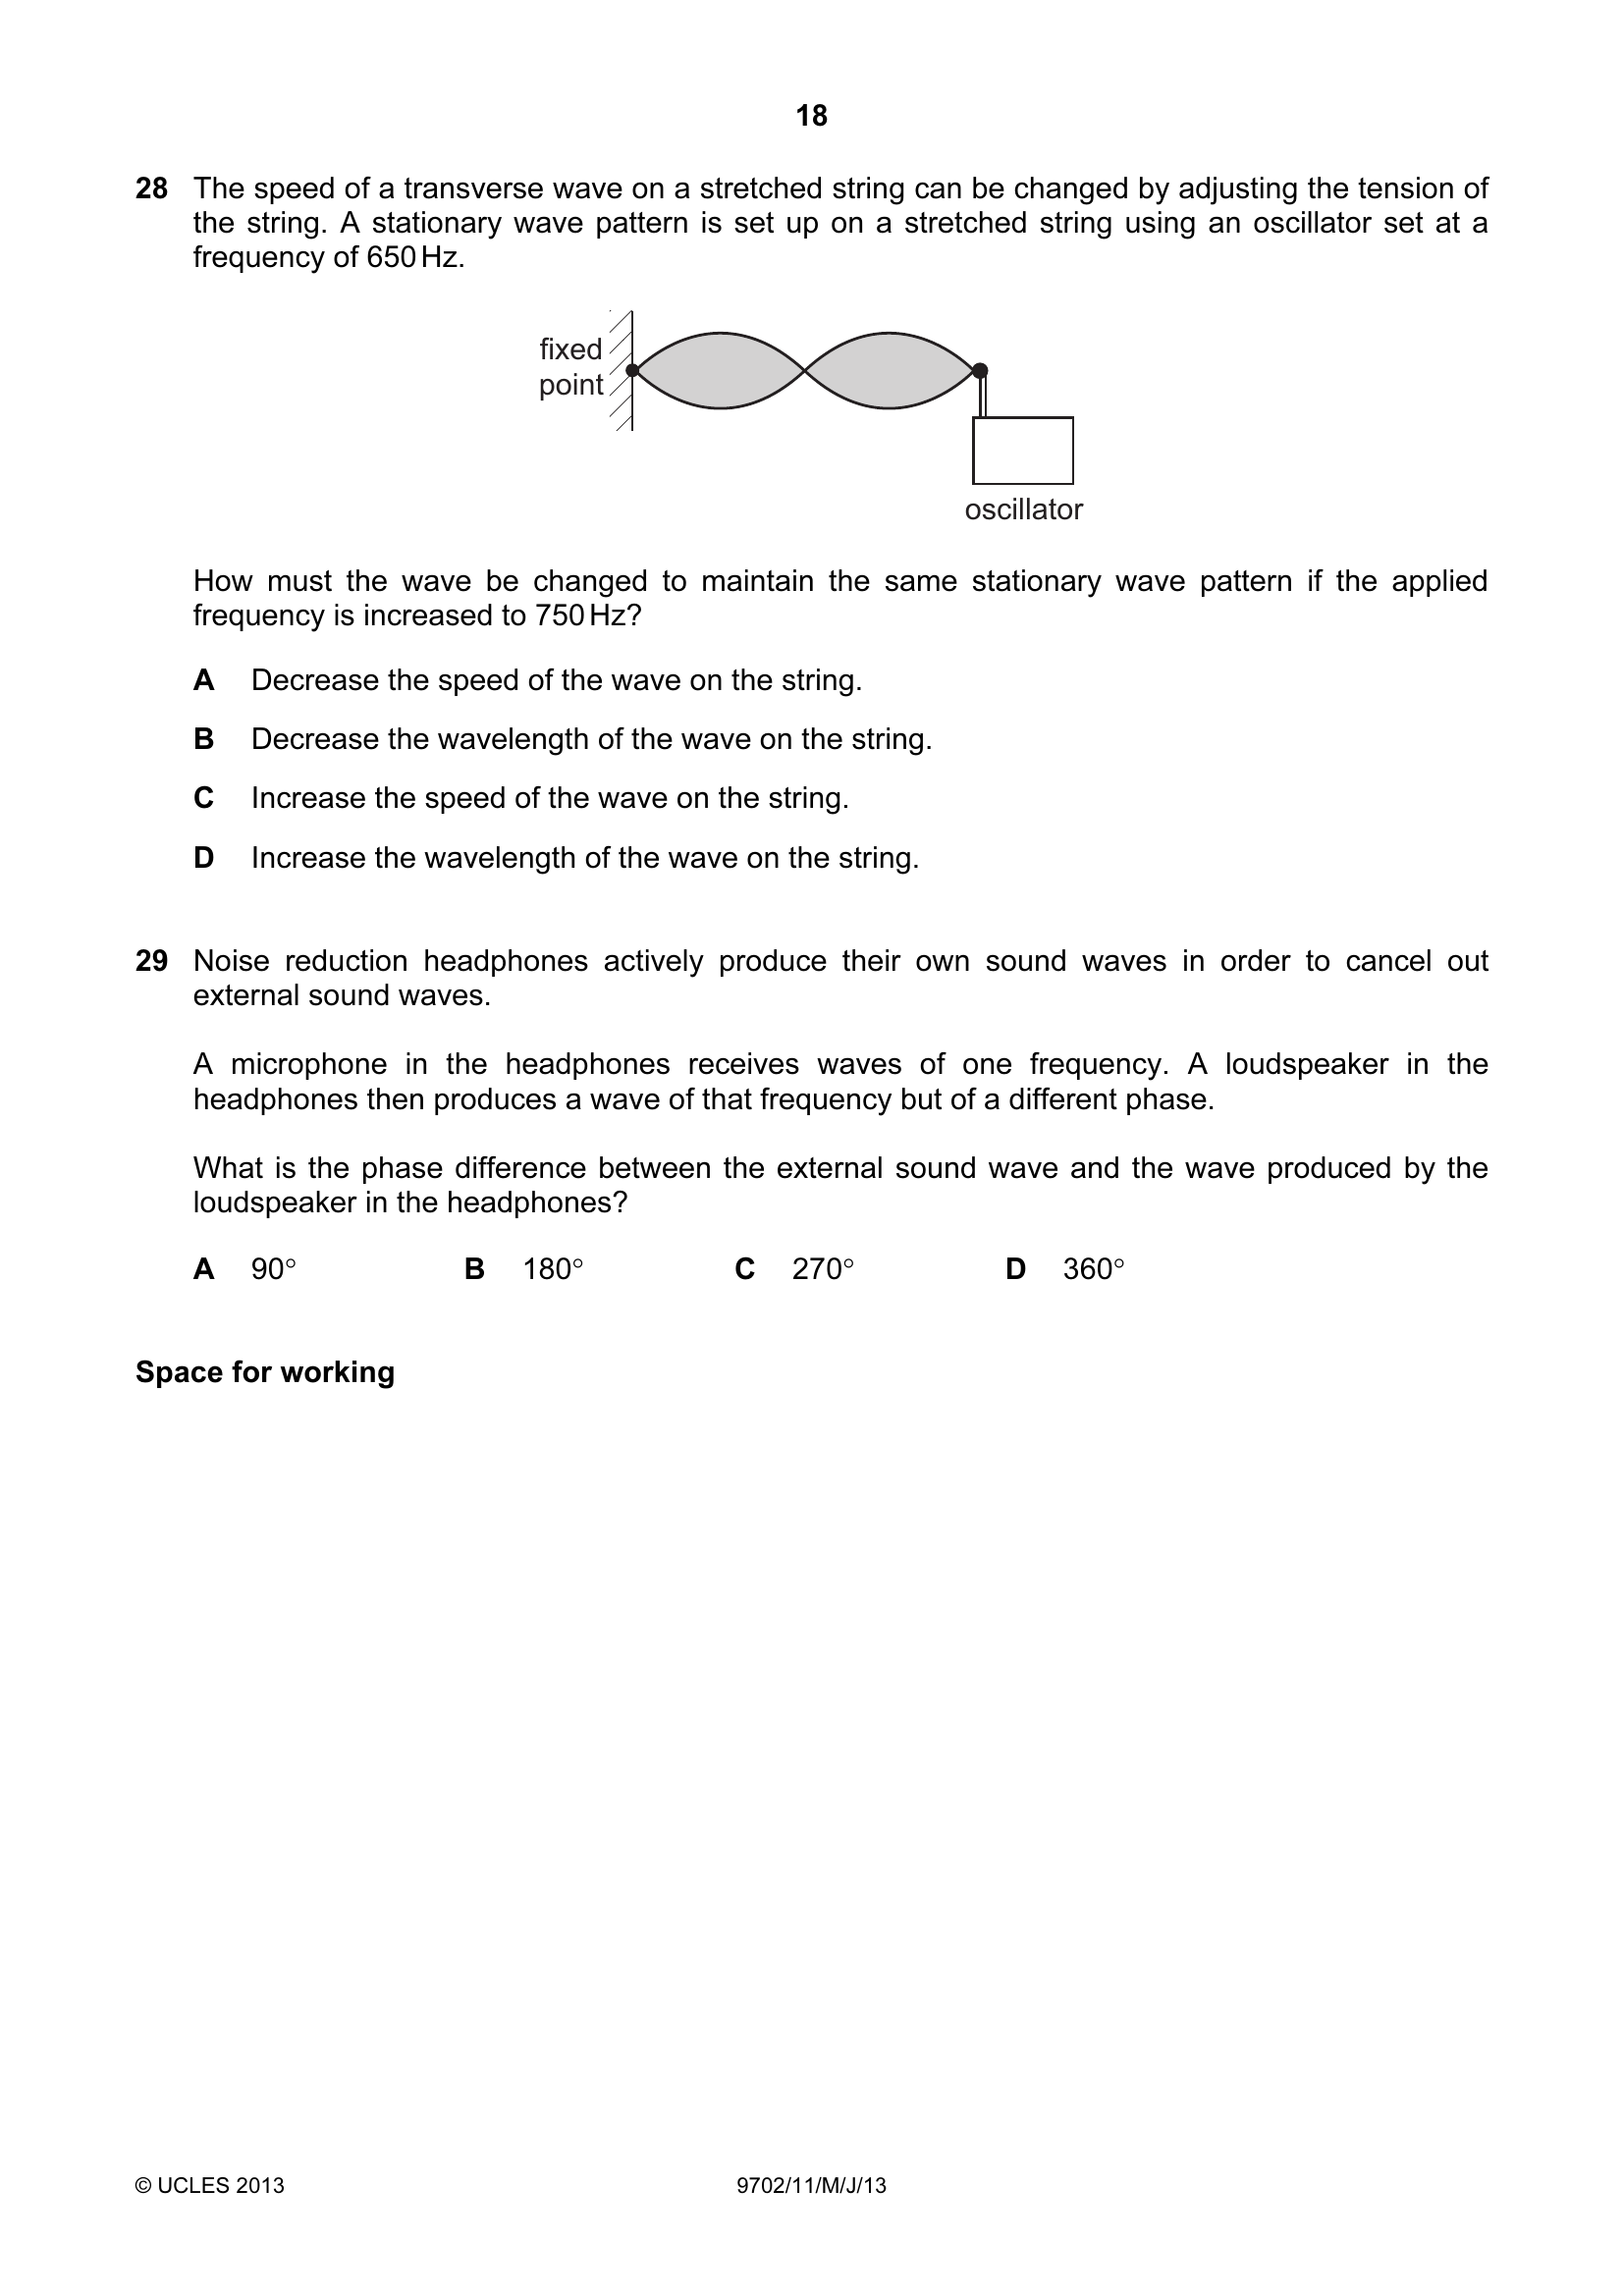 18
28 The speed of a transverse wave on a stretched string can be changed by adjusting the tension of
the string. A stationary wave pattern is set up on a stretched string using an oscillator set at a
frequency of 650 Hz.
fixed
point
oscillator
How must the wave be changed to maintain the same stationary wave pattern if the applied
frequency is increased to 750 Hz?
A Decrease the speed of the wave on the string.
B Decrease the wavelength of the wave on the string.
C Increase the speed of the wave on the string.
D Increase the wavelength of the wave on the string.
29 Noise reduction headphones actively produce their own sound waves in order to cancel out
external sound waves.
A microphone in the headphones receives waves of one frequency. A loudspeaker in the
headphones then produces a wave of that frequency but of a different phase.
What is the phase difference between the external sound wave and the wave produced by the
loudspeaker in the headphones?
A 90° B 180° C 270° D 360°
Space for working
© UCLES 2013 9702/11/M/J/13